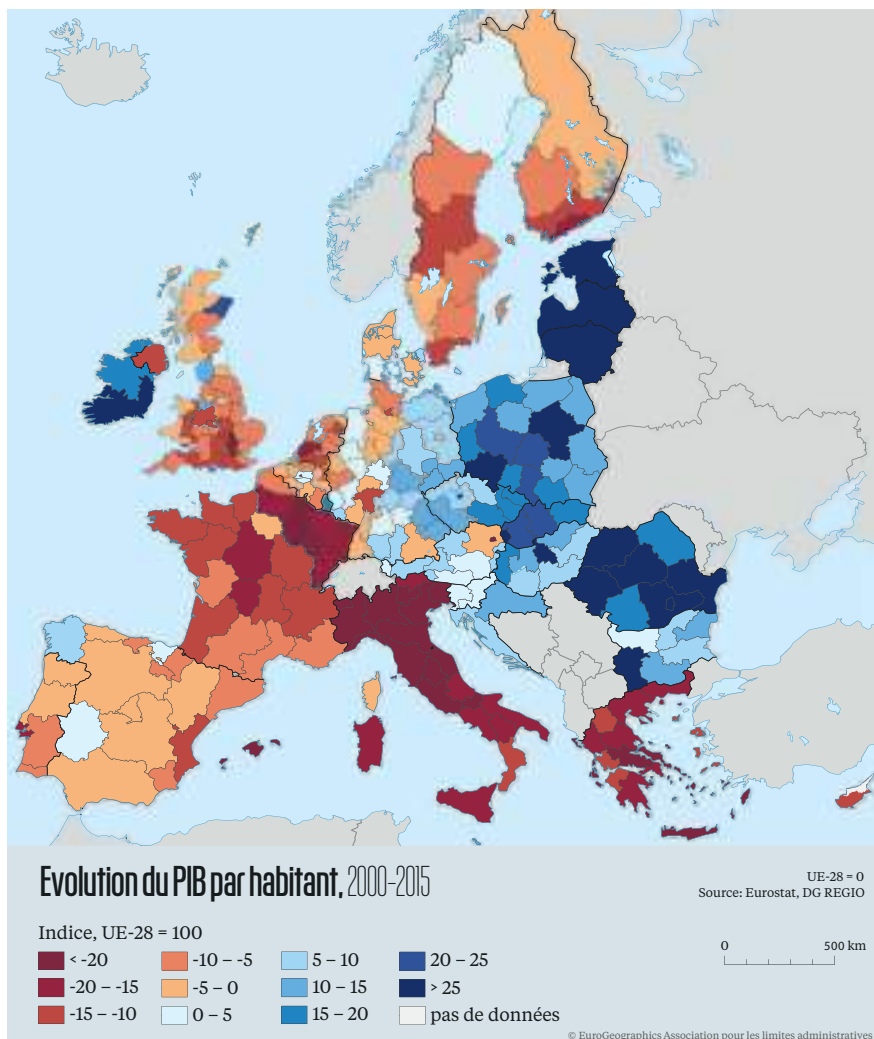 Evolution du PIB par habitant, 2000-2015
UE-28 = 0
Source: Eurostat, DG REGIO
Indice, UE-28 = 100
< -20
-20 – -15
-15 – -10
-10 – -5
-5 – 0
0 – 5
5 – 10
10 – 15
15 – 20
20 – 25
> 25
pas de données
0 500 km
© EuroGeographics Association pour les limites administratives